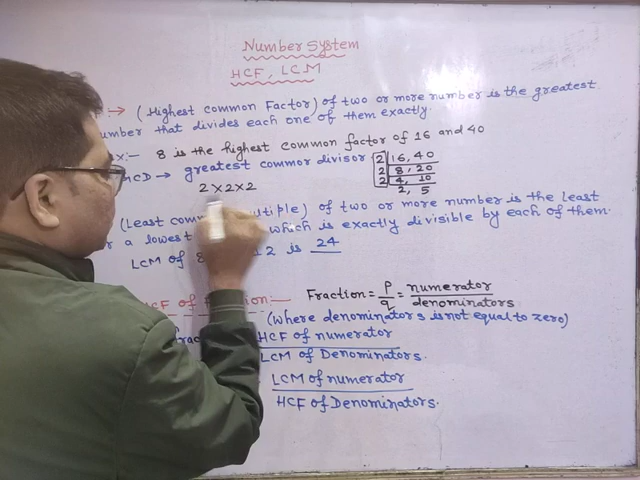 Number System
HCF, LCM
:→ (Highest common Factor) of two or more number is the greatest
number that divides each one of them exactly.
:- 8 is the highest common factor of 16 and 40
→ greatest common divisor
2 | 16, 40
2 | 8, 20
2 | 4, 10
2, 5
2×2×2
(Least of two or more number is the least
a lowest which is exactly divisible by each of them.
LCM of 8 12 is 24
HCF of :-
Fraction = p/q = numerator/denominators
(where denominators is not equal to zero)
HCF of numerator
LCM of Denominators.
LCM of numerator
HCF of Denominators.